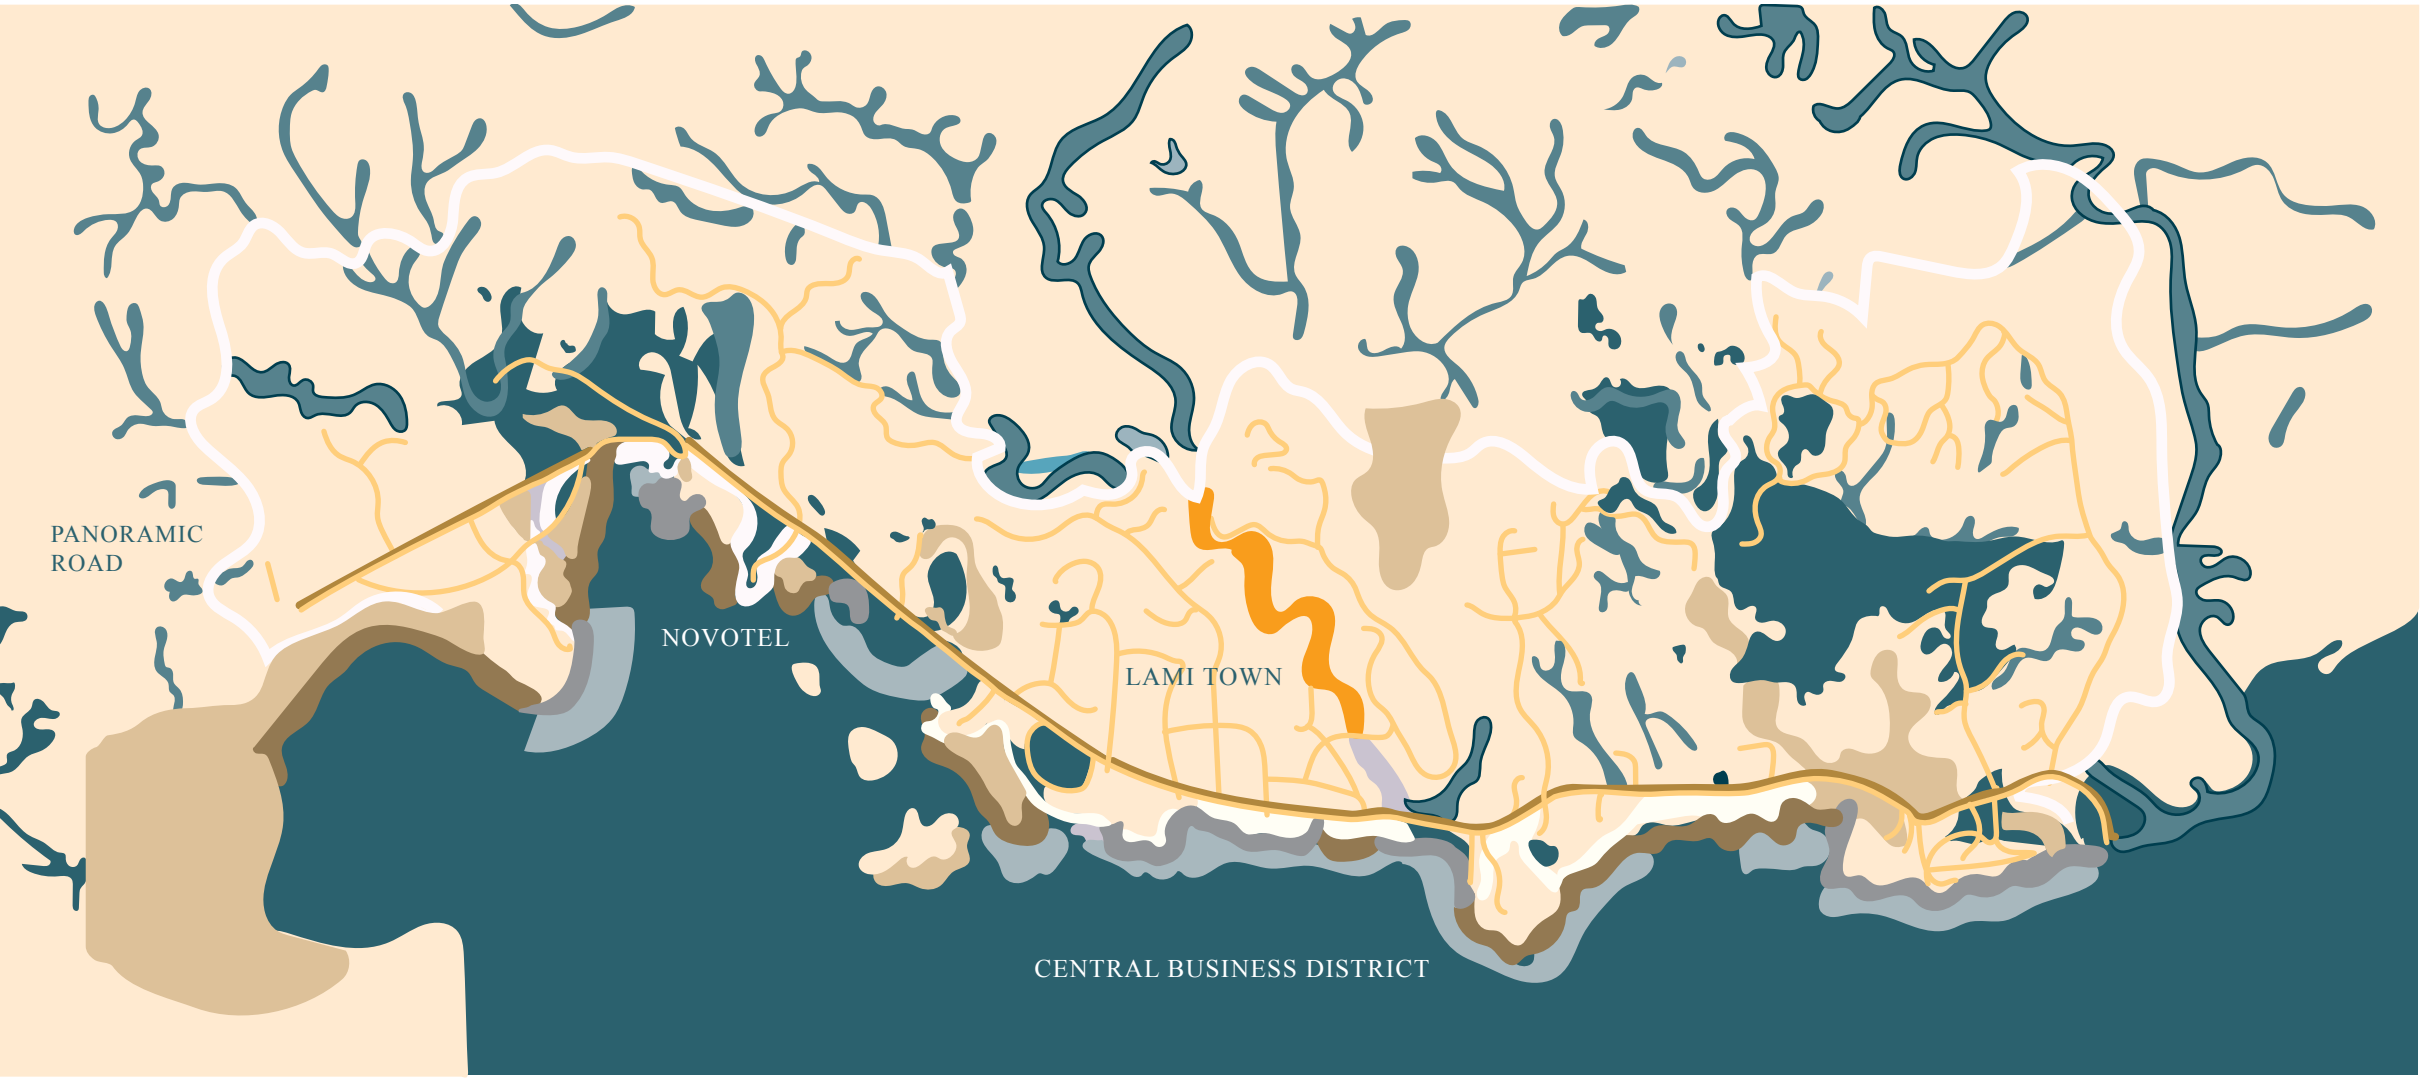 PANORAMIC
ROAD
NOVOTEL
LAMI TOWN
CENTRAL BUSINESS DISTRICT